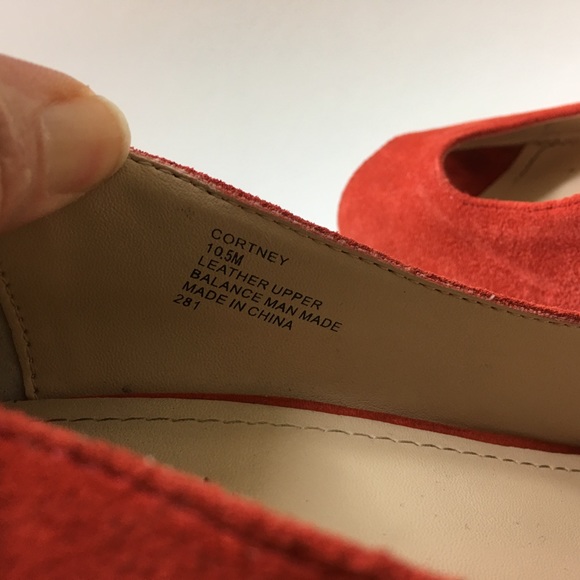 CORTNEY
10.5M
LEATHER UPPER
BALANCE MAN MADE
MADE IN CHINA
281